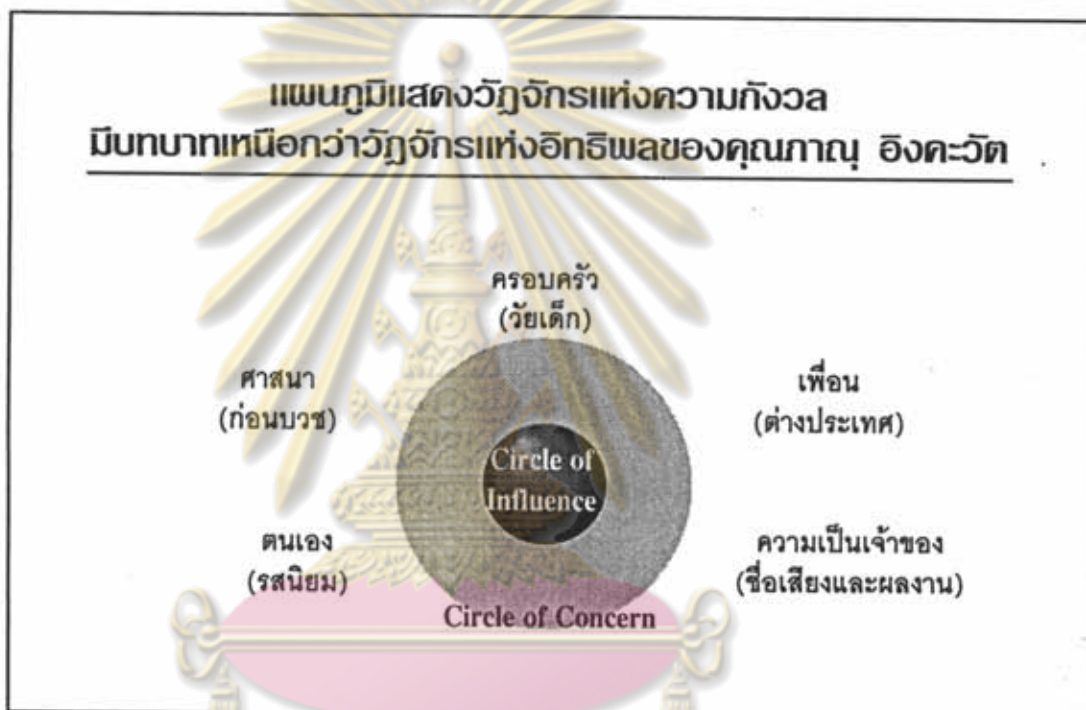 แผนภูมิแสดงวัฏจักรแห่งความกังวล
มีบทบาทเหนือกว่าวัฏจักรแห่งอิทธิพลของคุณภาณุ อิงคะวัต
ครอบครัว
(วัยเด็ก)
ศาสนา
(ก่อนบวช)
เพื่อน
(ต่างประเทศ)
Circle of
Influence
ตนเอง
(รสนิยม)
ความเป็นเจ้าของ
(ชื่อเสียงและผลงาน)
Circle of Concern